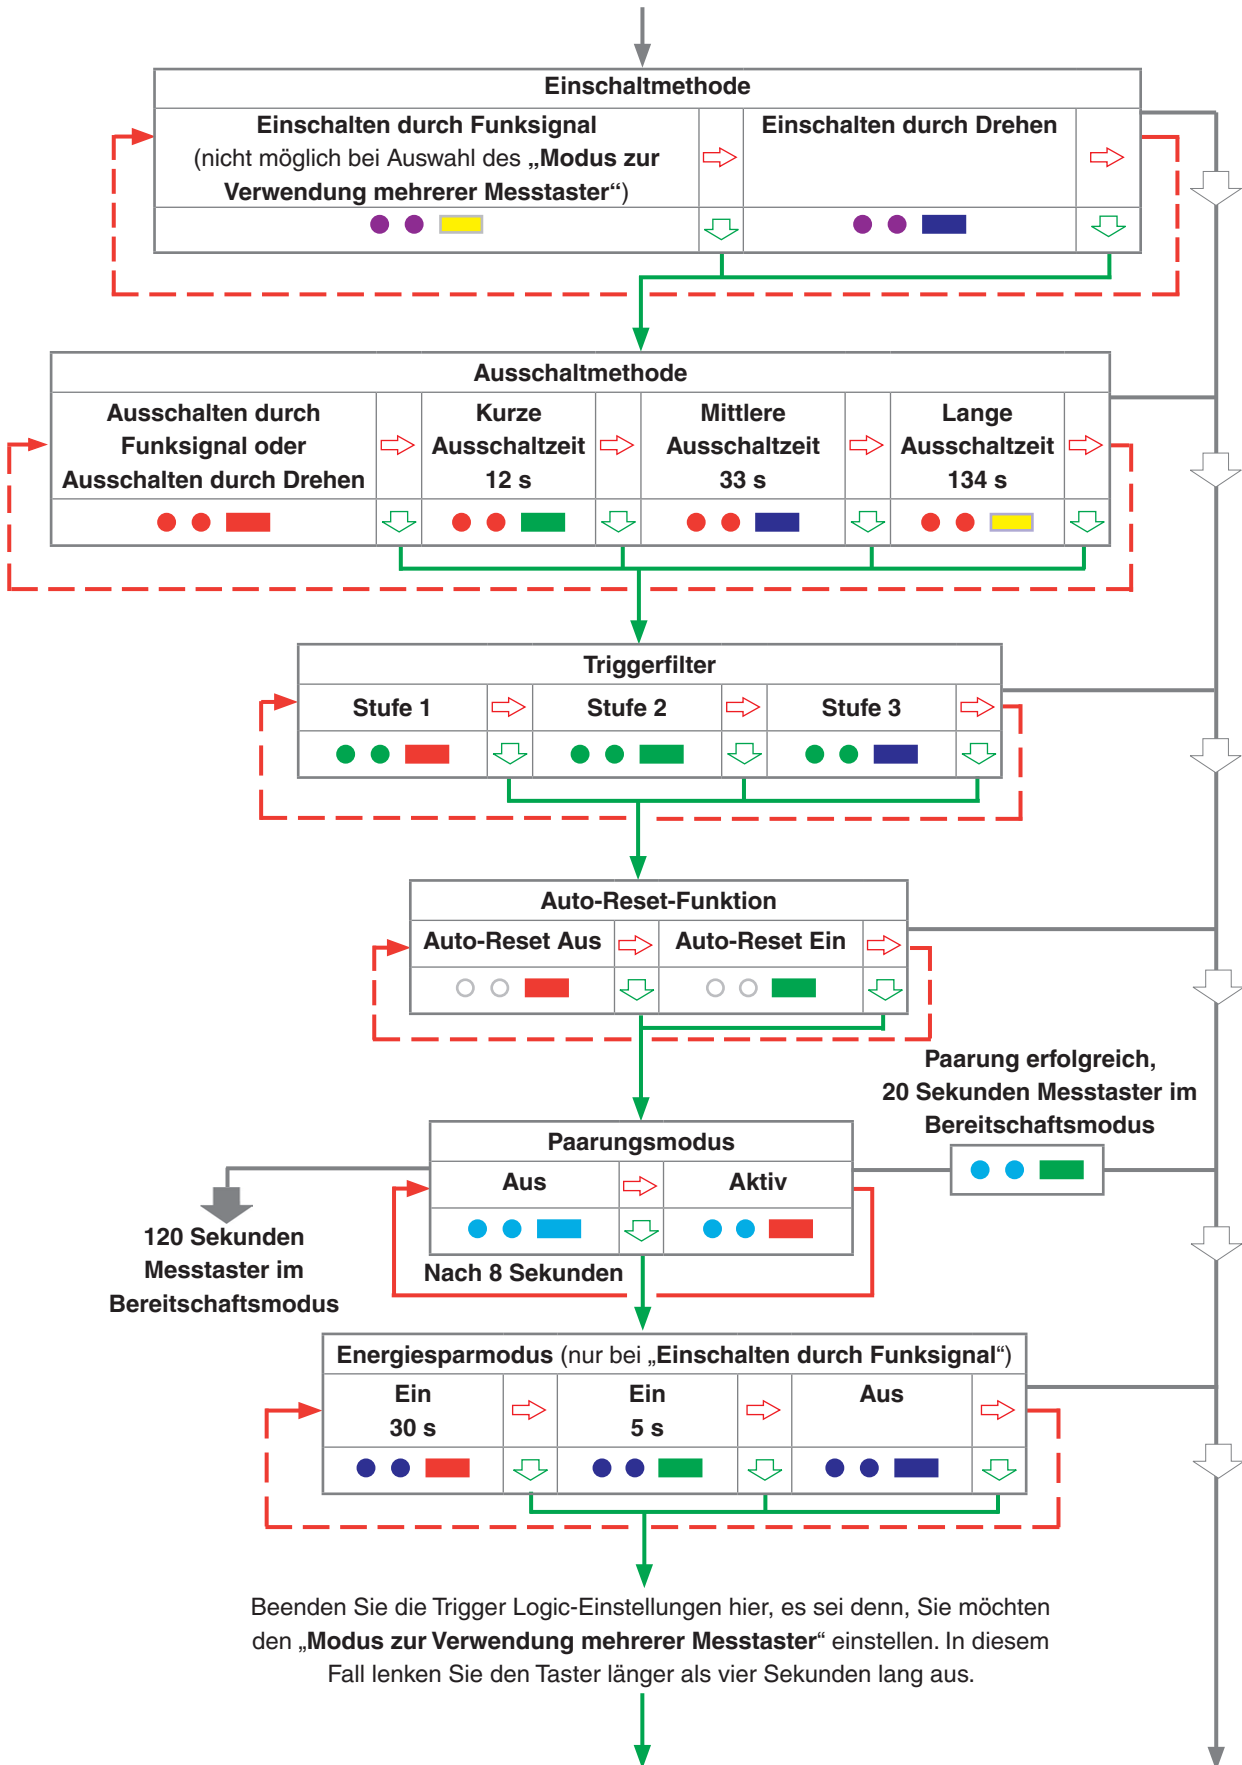 Einschaltmethode
Einschalten durch Funksignal
(nicht möglich bei Auswahl des „Modus zur
Verwendung mehrerer Messtaster“)
Einschalten durch Drehen
Ausschaltmethode
Ausschalten durch
Funksignal oder
Ausschalten durch Drehen
Kurze
Ausschaltzeit
12 s
Mittlere
Ausschaltzeit
33 s
Lange
Ausschaltzeit
134 s
Triggerfilter
Stufe 1
Stufe 2
Stufe 3
Auto-Reset-Funktion
Auto-Reset Aus
Auto-Reset Ein
Paarung erfolgreich,
20 Sekunden Messtaster im
Bereitschaftsmodus
Paarungsmodus
Aus
Aktiv
120 Sekunden
Messtaster im
Bereitschaftsmodus
Nach 8 Sekunden
Energiesparmodus (nur bei „Einschalten durch Funksignal“)
Ein
30 s
Ein
5 s
Aus
Beenden Sie die Trigger Logic-Einstellungen hier, es sei denn, Sie möchten
den „Modus zur Verwendung mehrerer Messtaster“ einstellen. In diesem
Fall lenken Sie den Taster länger als vier Sekunden lang aus.